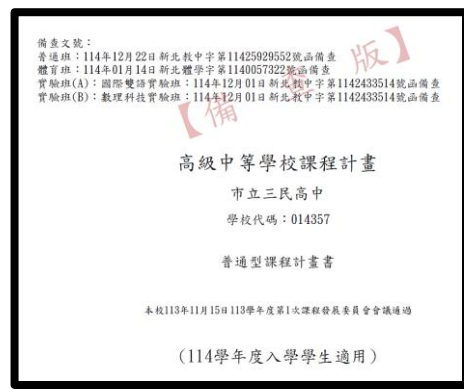 備查文號：
普通班：114年12月22日新北教中字第11425929552號函備查
體育班：114年01月14日新北體學字第1140057322號函備查
實驗班(A)：國際雙語實驗班：114年12月01日新北教中字第1142433514號函備查
實驗班(B)：數理科技實驗班：114年12月01日新北教中字第1142433514號函備查
【備查版】
高級中等學校課程計畫
市立三民高中
學校代碼：014357
普通型課程計畫書
本校113年11月15日113學年度第1次課程發展委員會會議通過
(114學年度入學學生適用)